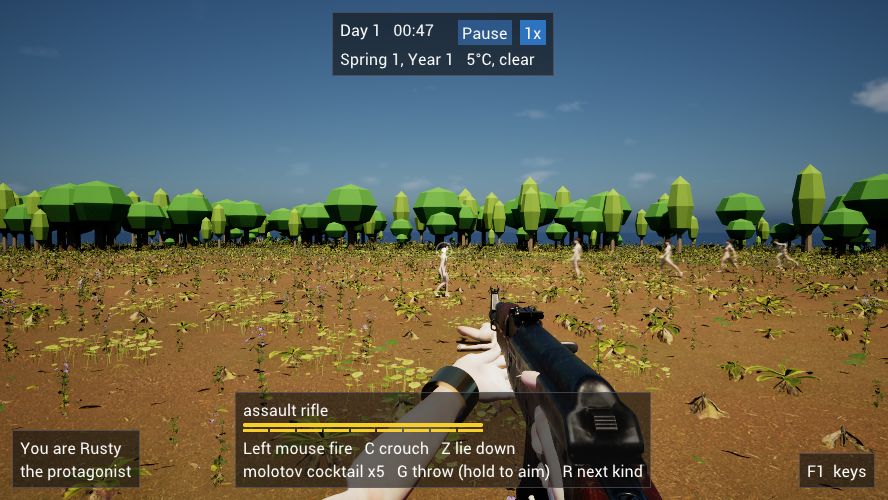 Day 1 00:47 Pause 1x
Spring 1, Year 1 5°C, clear
assault rifle
Left mouse fire C crouch Z lie down
molotov cocktail x5 G throw (hold to aim) R next kind
You are Rusty
the protagonist
F1 keys